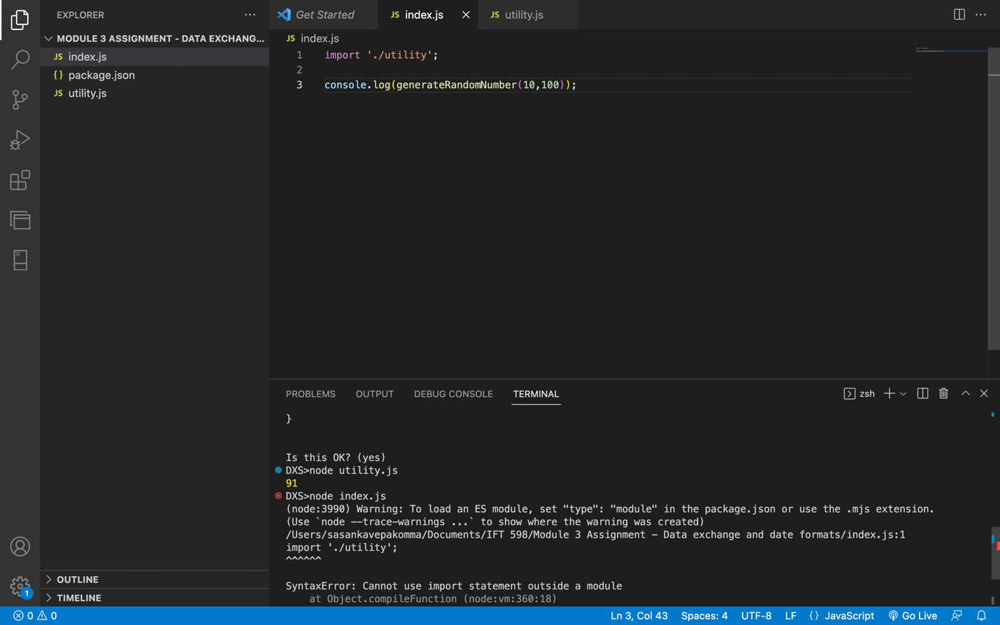 EXPLORER
Get Started
JS index.js
JS utility.js
MODULE 3 ASSIGNMENT - DATA EXCHANG...
JS index.js
{} package.json
JS utility.js
JS index.js
1 import './utility';
2
3 console.log(generateRandomNumber(10,100));
PROBLEMS OUTPUT DEBUG CONSOLE TERMINAL
zsh
}
Is this OK? (yes)
DXS>node utility.js
91
DXS>node index.js
(node:3990) Warning: To load an ES module, set "type": "module" in the package.json or use the .mjs extension.
(Use `node --trace-warnings ...` to show where the warning was created)
/Users/sasankavepakomma/Documents/IFT 598/Module 3 Assignment - Data exchange and date formats/index.js:1
import './utility';
^^^^^^
SyntaxError: Cannot use import statement outside a module
at Object.compileFunction (node:vm:360:18)
1
OUTLINE
TIMELINE
0 0
Ln 3, Col 43 Spaces: 4 UTF-8 LF {} JavaScript Go Live